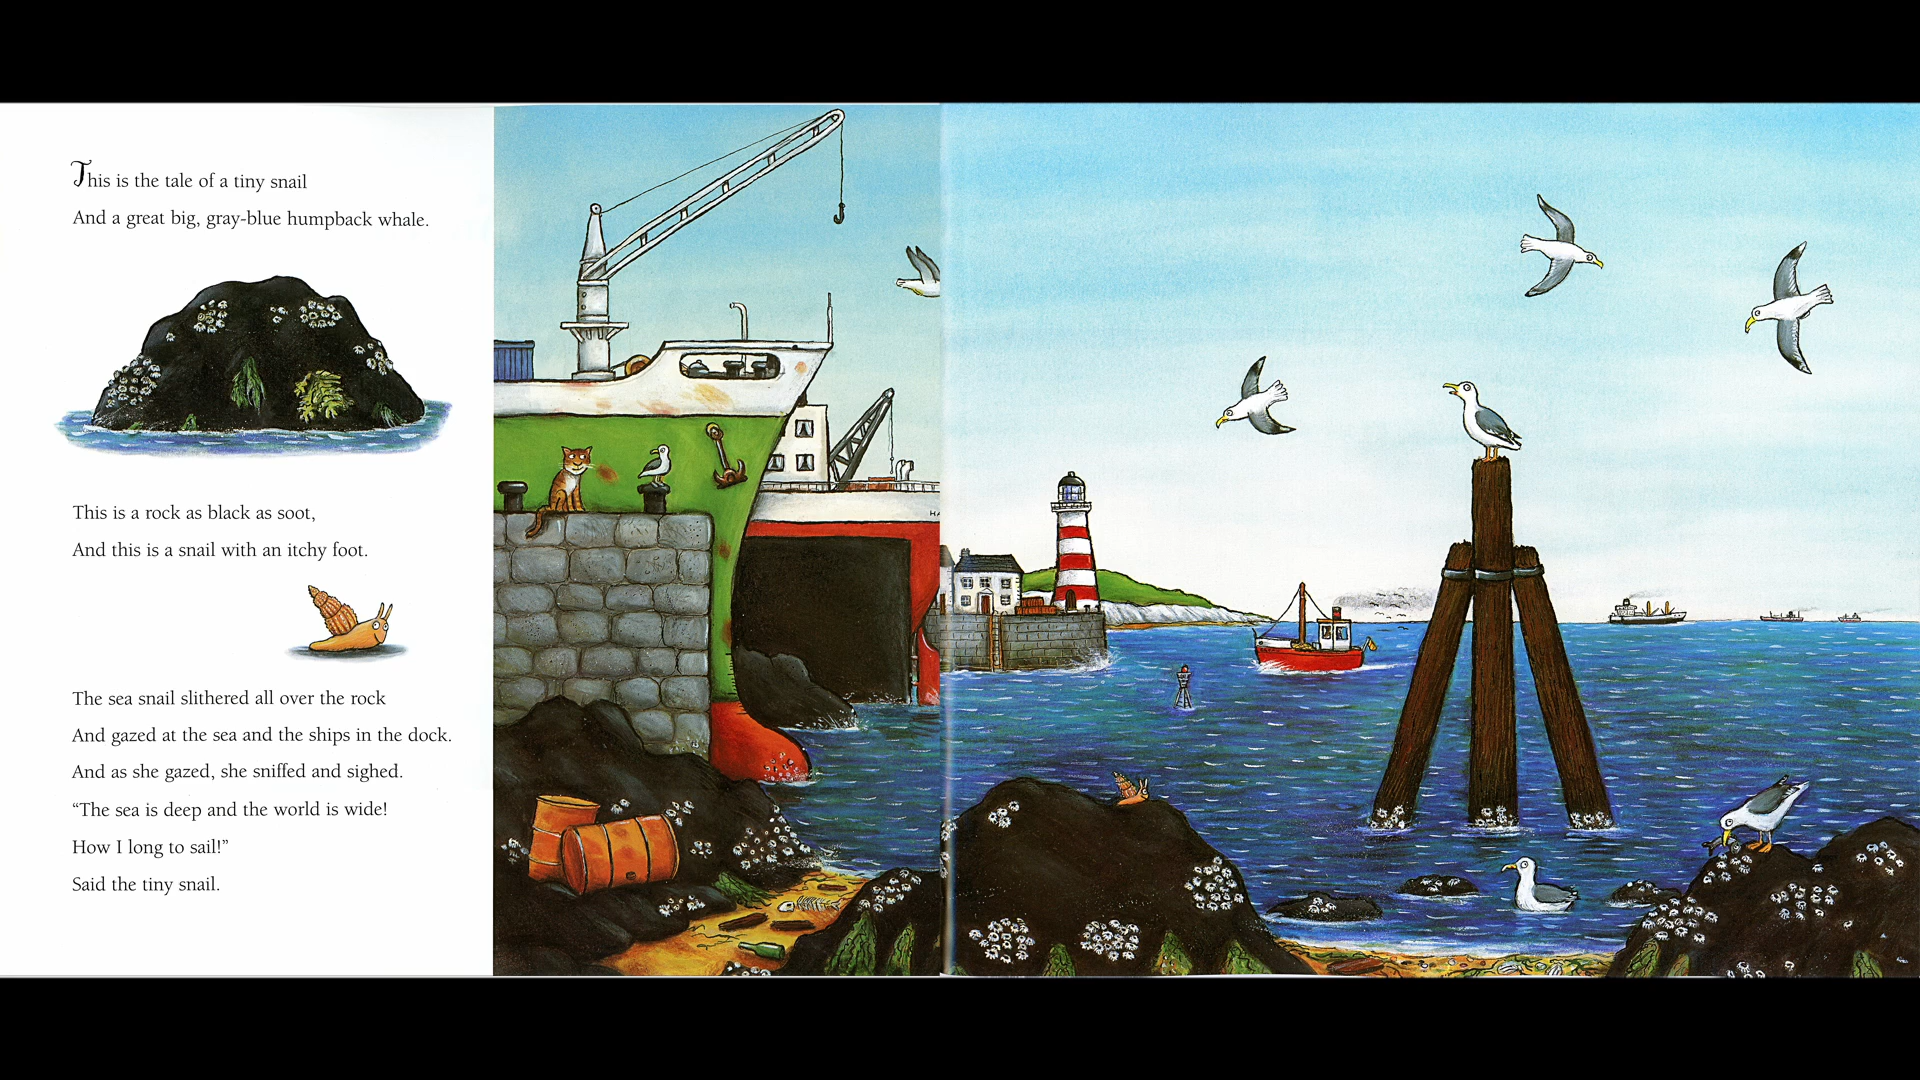 This is the tale of a tiny snail
And a great big, gray-blue humpback whale.
This is a rock as black as soot,
And this is a snail with an itchy foot.
The sea snail slithered all over the rock
And gazed at the sea and the ships in the dock.
And as she gazed, she sniffed and sighed.
“The sea is deep and the world is wide!
How I long to sail!”
Said the tiny snail.